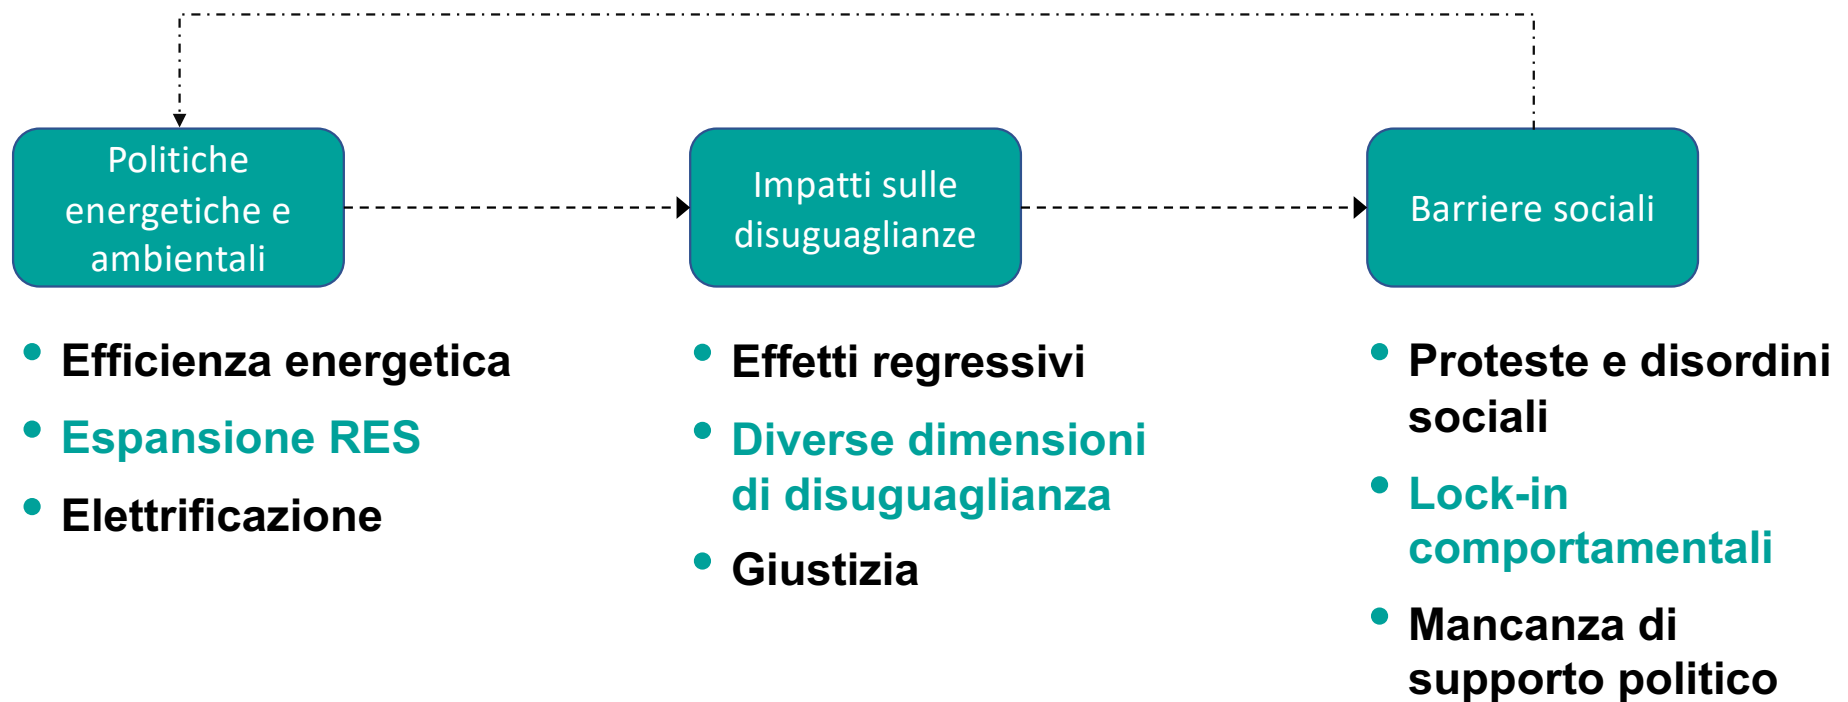 Politiche
energetiche e
ambientali
Impatti sulle
disuguaglianze
Barriere sociali
• Efficienza energetica
• Espansione RES
• Elettrificazione
• Effetti regressivi
• Diverse dimensioni
di disuguaglianza
• Giustizia
• Proteste e disordini
sociali
• Lock-in
comportamentali
• Mancanza di
supporto politico